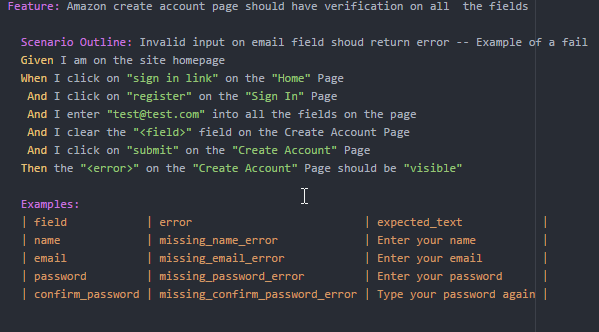 Feature: Amazon create account page should have verification on all  the fields
Scenario Outline: Invalid input on email field shoud return error -- Example of a fail
Given I am on the site homepage
When I click on "sign in link" on the "Home" Page
And I click on "register" on the "Sign In" Page
And I enter "test@test.com" into all the fields on the page
And I clear the "<field>" field on the Create Account Page
And I click on "submit" on the "Create Account" Page
Then the "<error>" on the "Create Account" Page should be "visible"
Examples:
| field | error | expected_text |
| name | missing_name_error | Enter your name |
| email | missing_email_error | Enter your email |
| password | missing_password_error | Enter your password |
| confirm_password | missing_confirm_password_error | Type your password again |